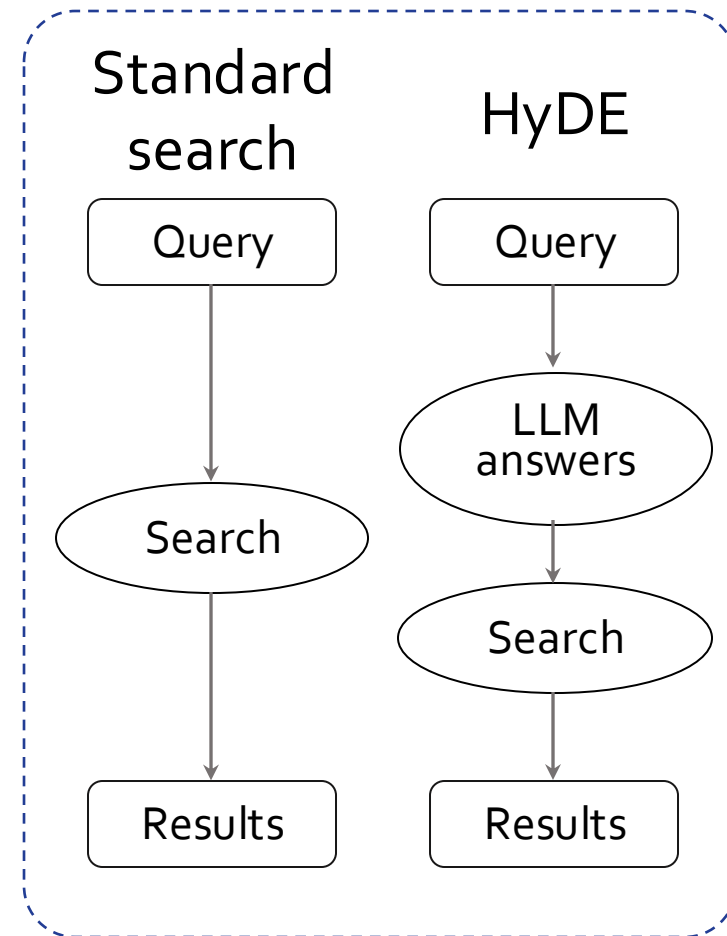 Standard
search
Query
Search
Results
HyDE
Query
LLM
answers
Search
Results